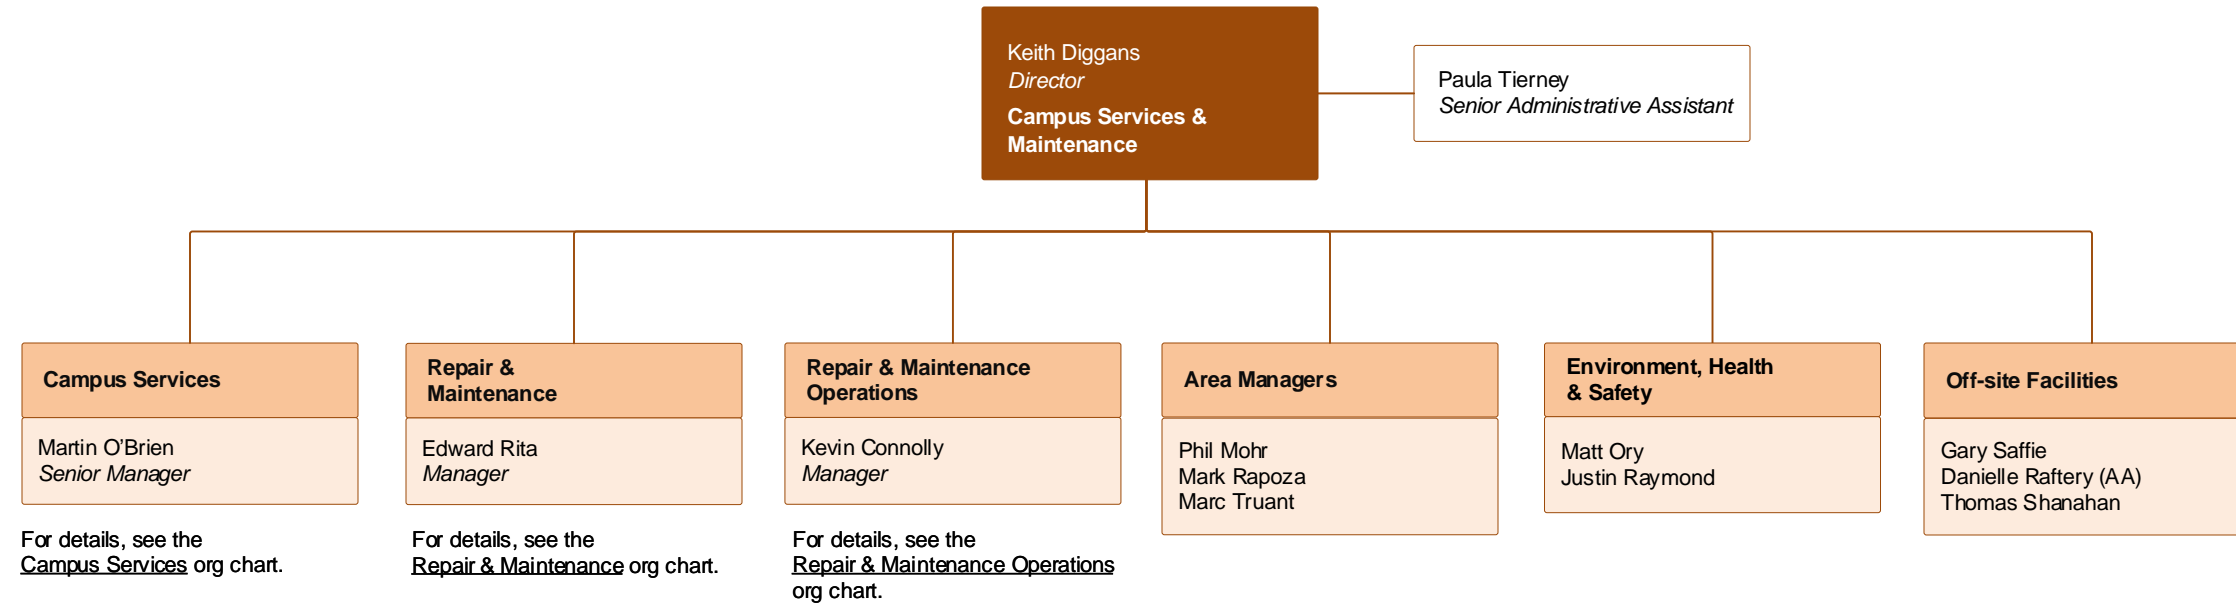 Keith Diggans
Director
Campus Services &
Maintenance
Paula Tierney
Senior Administrative Assistant
Campus Services
Martin O’Brien
Senior Manager
For details, see the
Campus Services org chart.
Repair &
Maintenance
Edward Rita
Manager
For details, see the
Repair & Maintenance org chart.
Repair & Maintenance
Operations
Kevin Connolly
Manager
For details, see the
Repair & Maintenance Operations
org chart.
Area Managers
Phil Mohr
Mark Rapoza
Marc Truant
Environment, Health
& Safety
Matt Ory
Justin Raymond
Off-site Facilities
Gary Saffie
Danielle Raftery (AA)
Thomas Shanahan